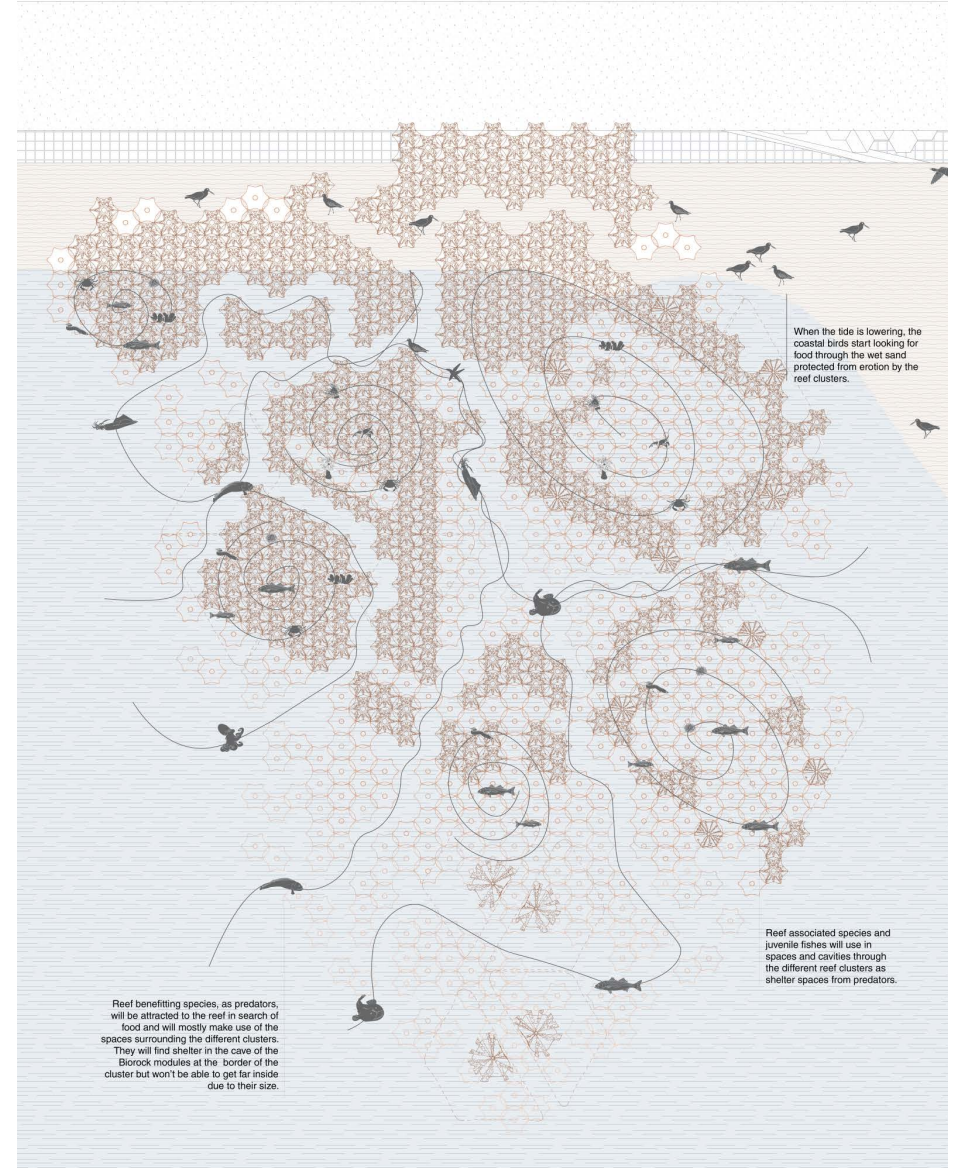 When the tide is lowering, the
coastal birds start looking for
food through the wet sand
protected from erotion by the
reef clusters.
Reef associated species and
juvenile fishes will use in
spaces and cavities through
the different reef clusters as
shelter spaces from predators.
Reef benefitting species, as predators,
will be attracted to the reef in search of
food and will mostly make use of the
spaces surrounding the different clusters.
They will find shelter in the cave of the
Biorock modules at the border of the
cluster but won't be able to get far inside
due to their size.